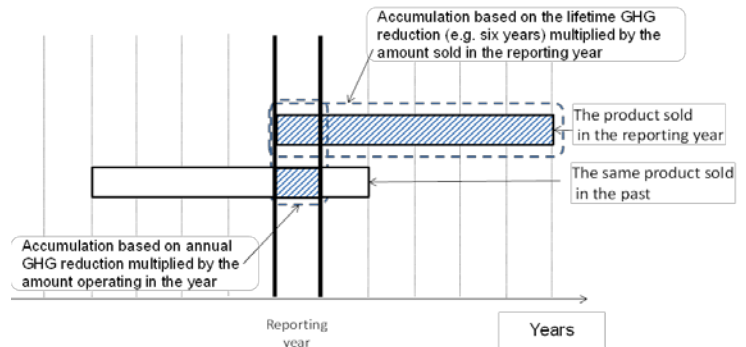 Accumulation based on the lifetime GHG
reduction (e.g. six years) multiplied by the
amount sold in the reporting year
The product sold
in the reporting year
The same product sold
in the past
Accumulation based on annual
GHG reduction multiplied by the
amount operating in the year
Reporting
year
Years